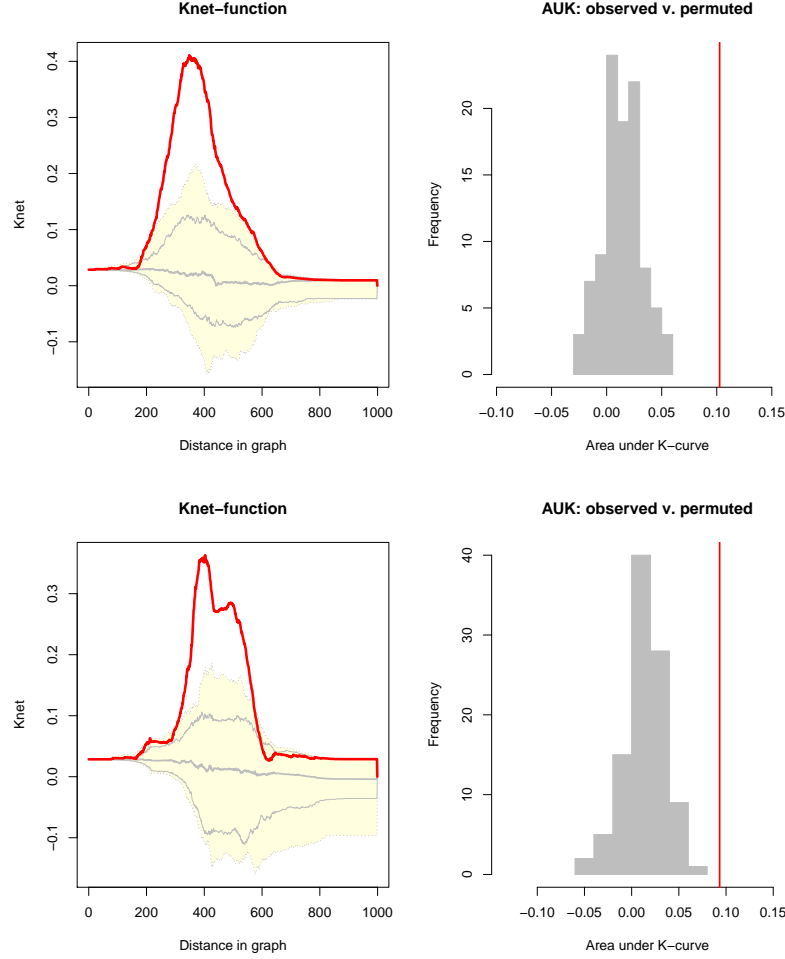 Knet−function
AUK: observed v. permuted
Knet
−0.1 0.0 0.1 0.2 0.3 0.4
0 200 400 600 800 1000
Distance in graph
Frequency
0 5 10 15 20
−0.10 0.00 0.05 0.10 0.15
Area under K−curve
Knet−function
AUK: observed v. permuted
Knet
−0.1 0.0 0.1 0.2 0.3
0 200 400 600 800 1000
Distance in graph
Frequency
0 10 20 30 40
−0.10 −0.05 0.00 0.05 0.10 0.15
Area under K−curve